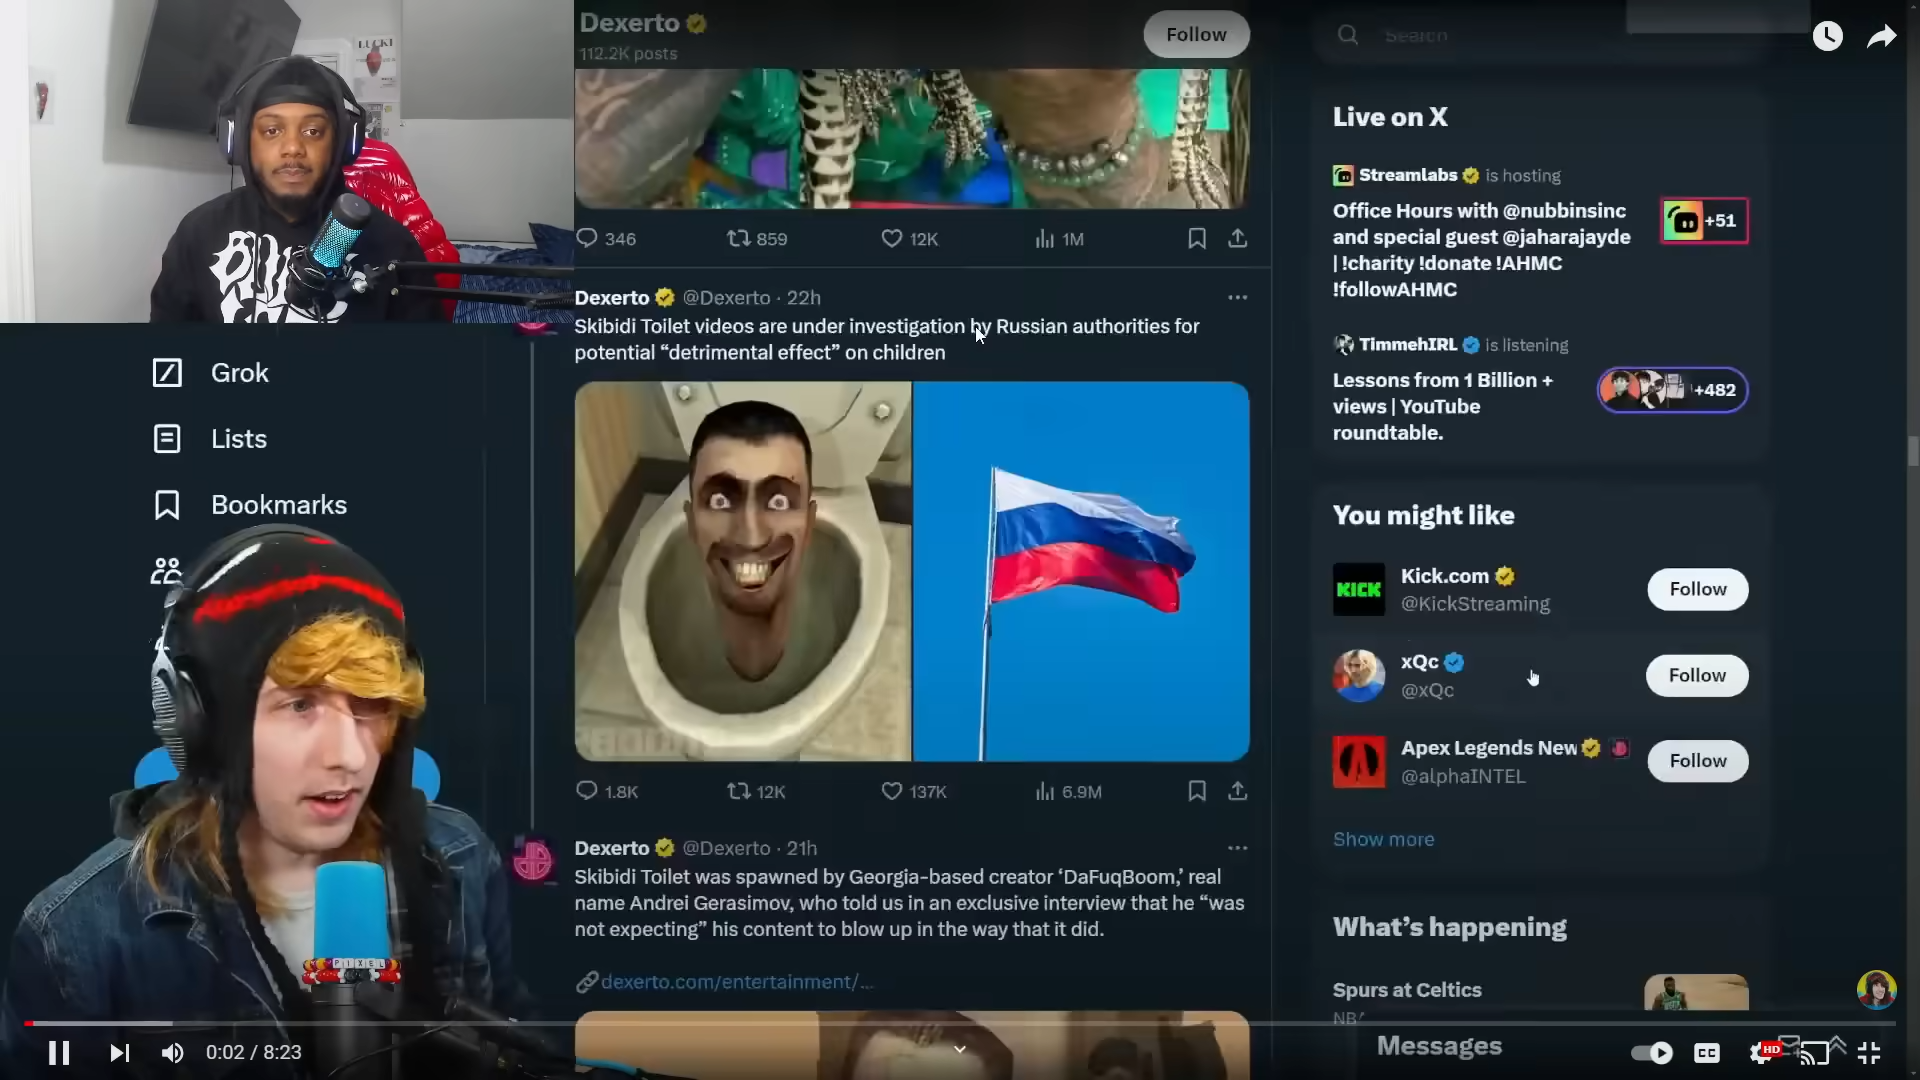 Dexerto
112.2K posts
Follow
Search
LUCKI
346
859
12K
1M
Dexerto @Dexerto · 22h
Skibidi Toilet videos are under investigation by Russian authorities for
potential “detrimental effect” on children
1.8K
12K
137K
6.9M
Dexerto @Dexerto · 21h
Skibidi Toilet was spawned by Georgia-based creator ‘DaFuqBoom,’ real
name Andrei Gerasimov, who told us in an exclusive interview that he “was
not expecting” his content to blow up in the way that it did.
dexerto.com/entertainment/...
Grok
Lists
Bookmarks
PIXEL
Live on X
Streamlabs is hosting
Office Hours with @nubbinsinc
and special guest @jaharajayde
| !charity !donate !AHMC
!followAHMC
+51
TimmehIRL is listening
Lessons from 1 Billion +
views | YouTube
roundtable.
+482
You might like
KICK
Kick.com
@KickStreaming
Follow
xQc
@xQc
Follow
Apex Legends New
@alphaINTEL
Follow
Show more
What’s happening
Spurs at Celtics
NBA
Messages
0:02 / 8:23
CC
HD